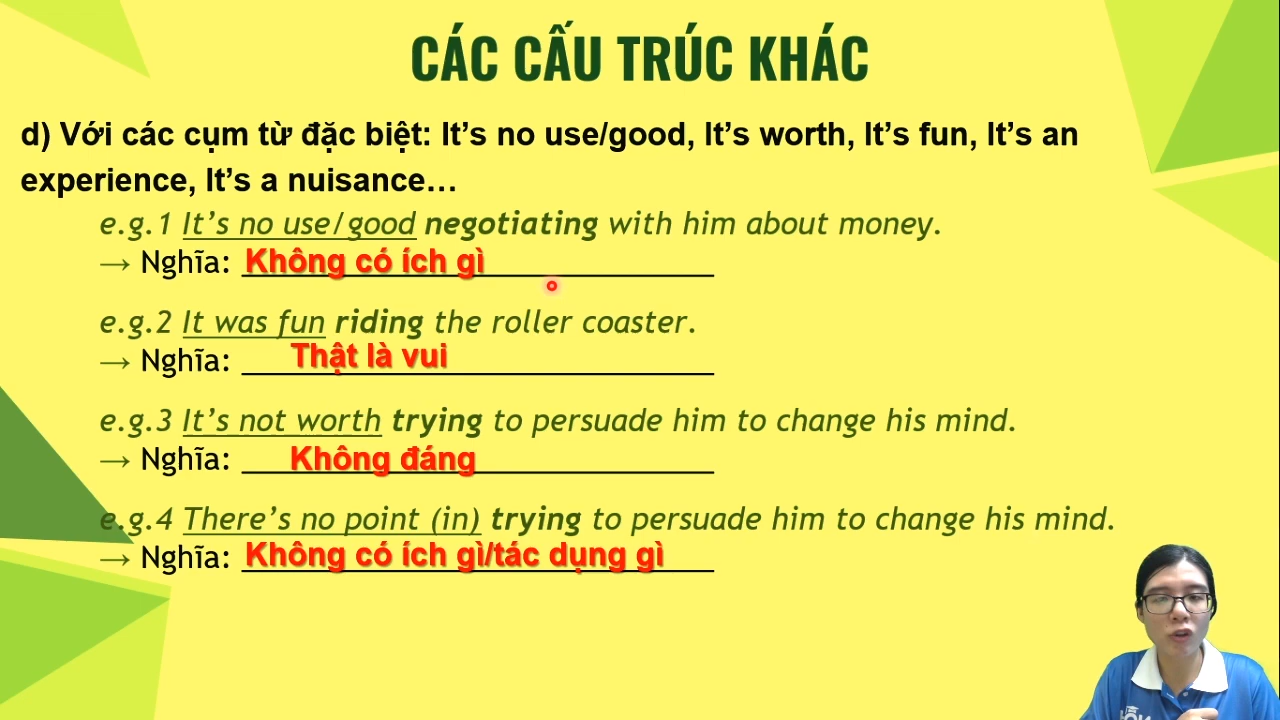 CÁC CẤU TRÚC KHÁC
d) Với các cụm từ đặc biệt: It’s no use/good, It’s worth, It’s fun, It’s an
experience, It’s a nuisance…
e.g.1 It’s no use/good negotiating with him about money.
→ Nghĩa: Không có ích gì
e.g.2 It was fun riding the roller coaster.
→ Nghĩa: Thật là vui
e.g.3 It’s not worth trying to persuade him to change his mind.
→ Nghĩa: Không đáng
e.g.4 There’s no point (in) trying to persuade him to change his mind.
→ Nghĩa: Không có ích gì/tác dụng gì